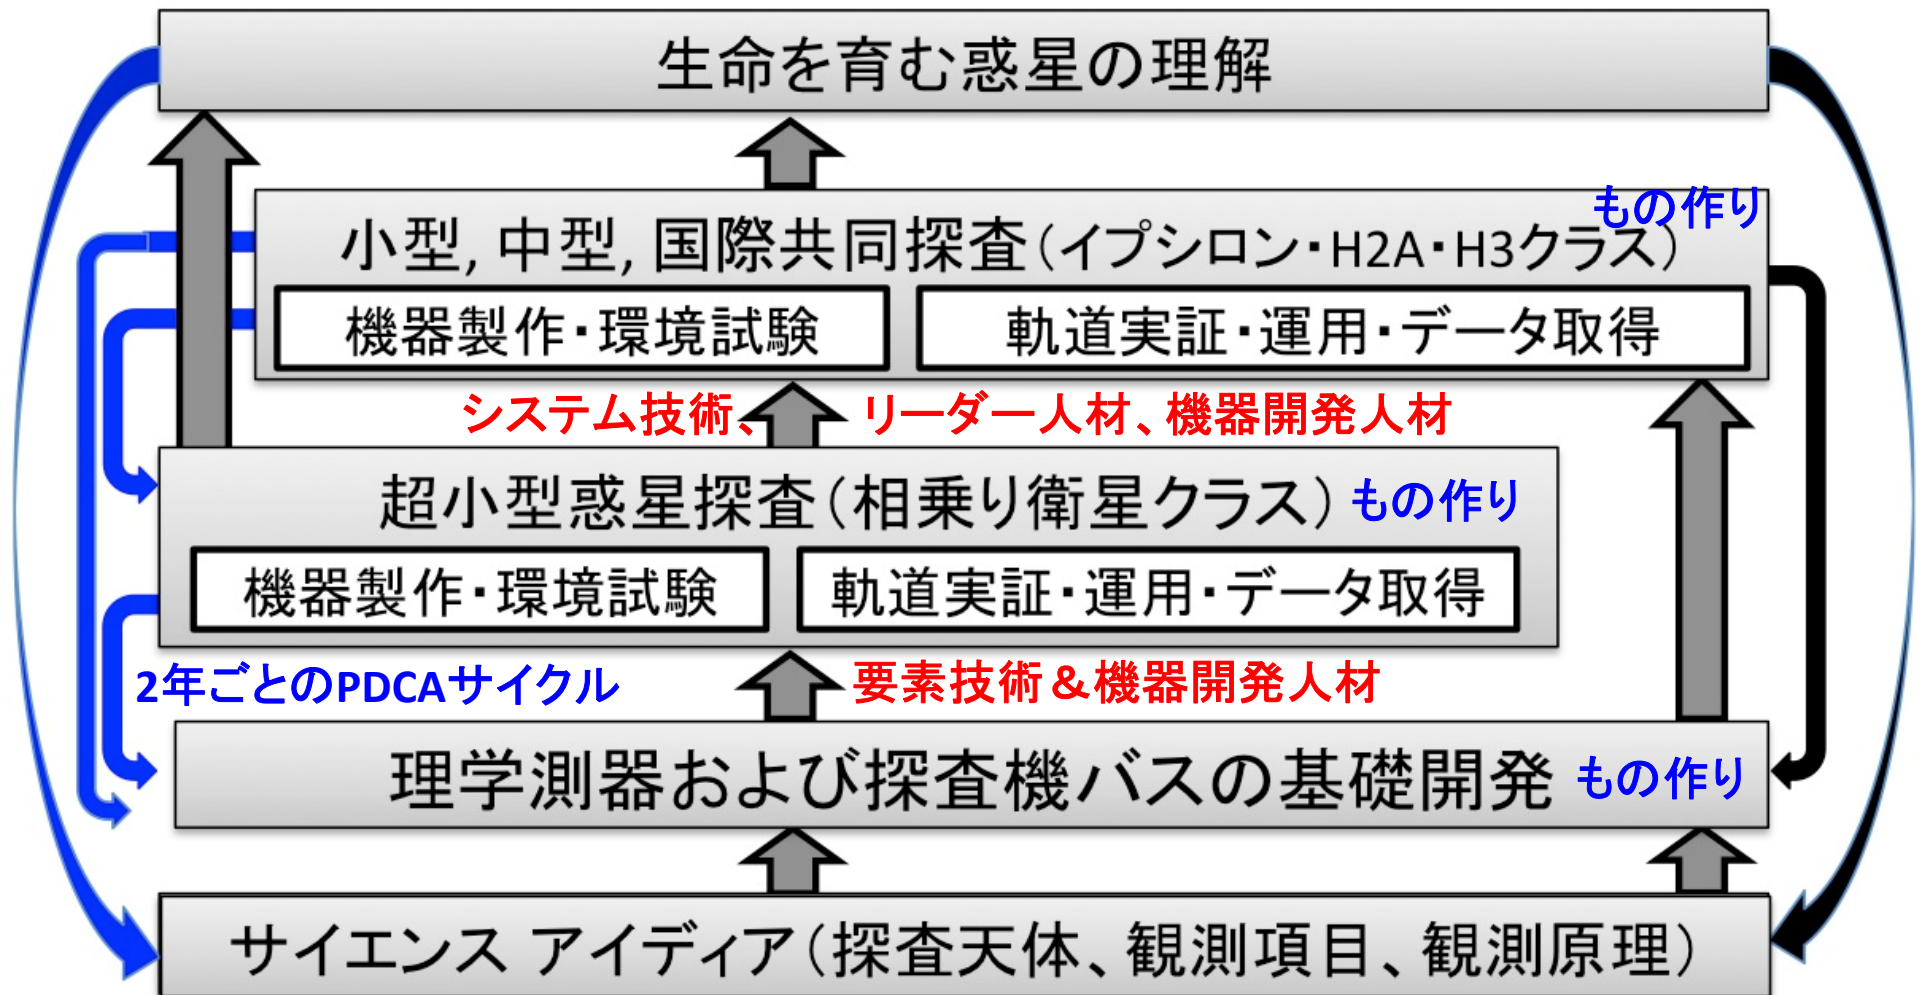 生命を育む惑星の理解
もの作り
小型, 中型, 国際共同探査（イプシロン・H2A・H3クラス）
機器製作・環境試験
軌道実証・運用・データ取得
システム技術、 リーダー人材、機器開発人材
超小型惑星探査（相乗り衛星クラス） もの作り
機器製作・環境試験
軌道実証・運用・データ取得
2年ごとのPDCAサイクル
要素技術＆機器開発人材
理学測器および探査機バスの基礎開発 もの作り
サイエンス アイディア（探査天体、観測項目、観測原理）